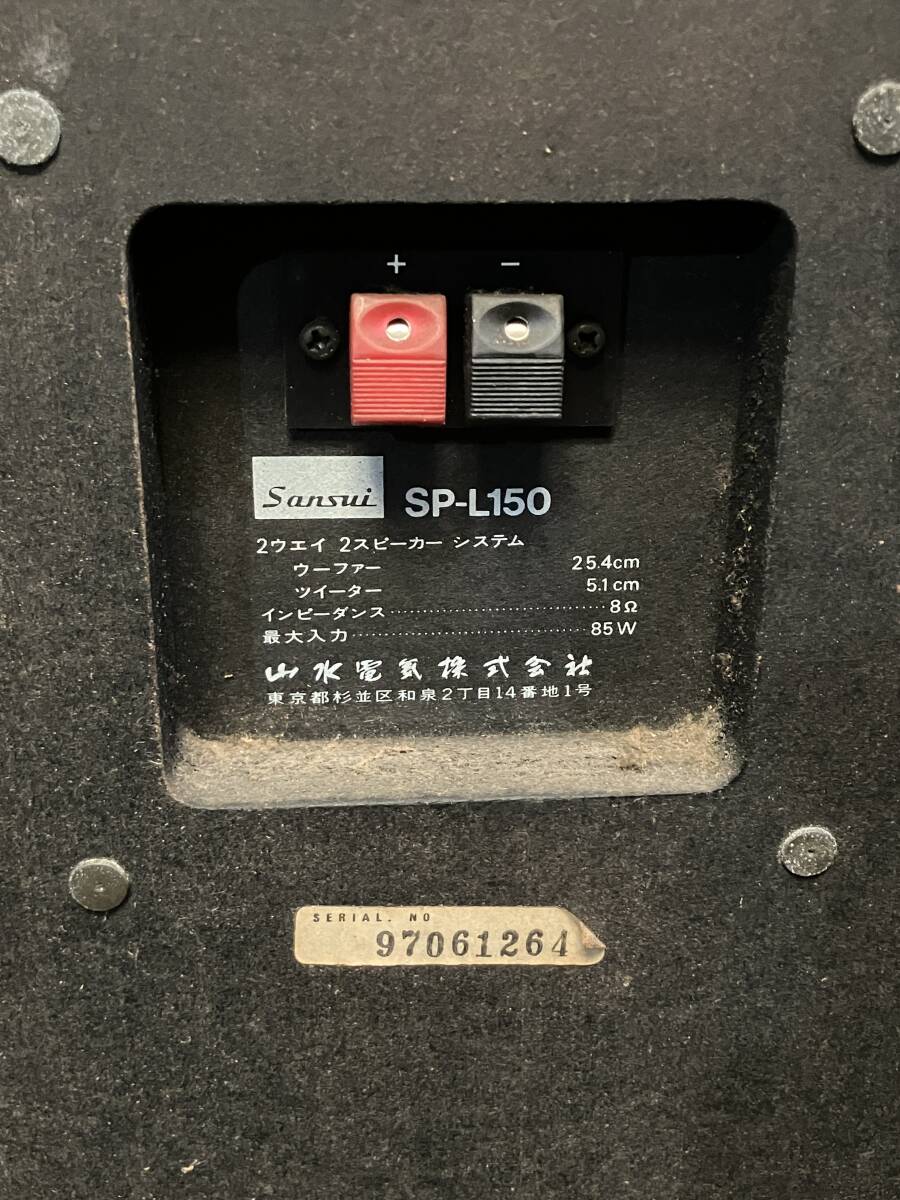 + −
Sansui SP-L150
2ウエイ 2スピーカー システム
ウーファー 25.4cm
ツイーター 5.1cm
インピーダンス 8Ω
最大入力 85W
山水電気株式会社
東京都杉並区和泉2丁目14番地1号
SERIAL. NO
97061264